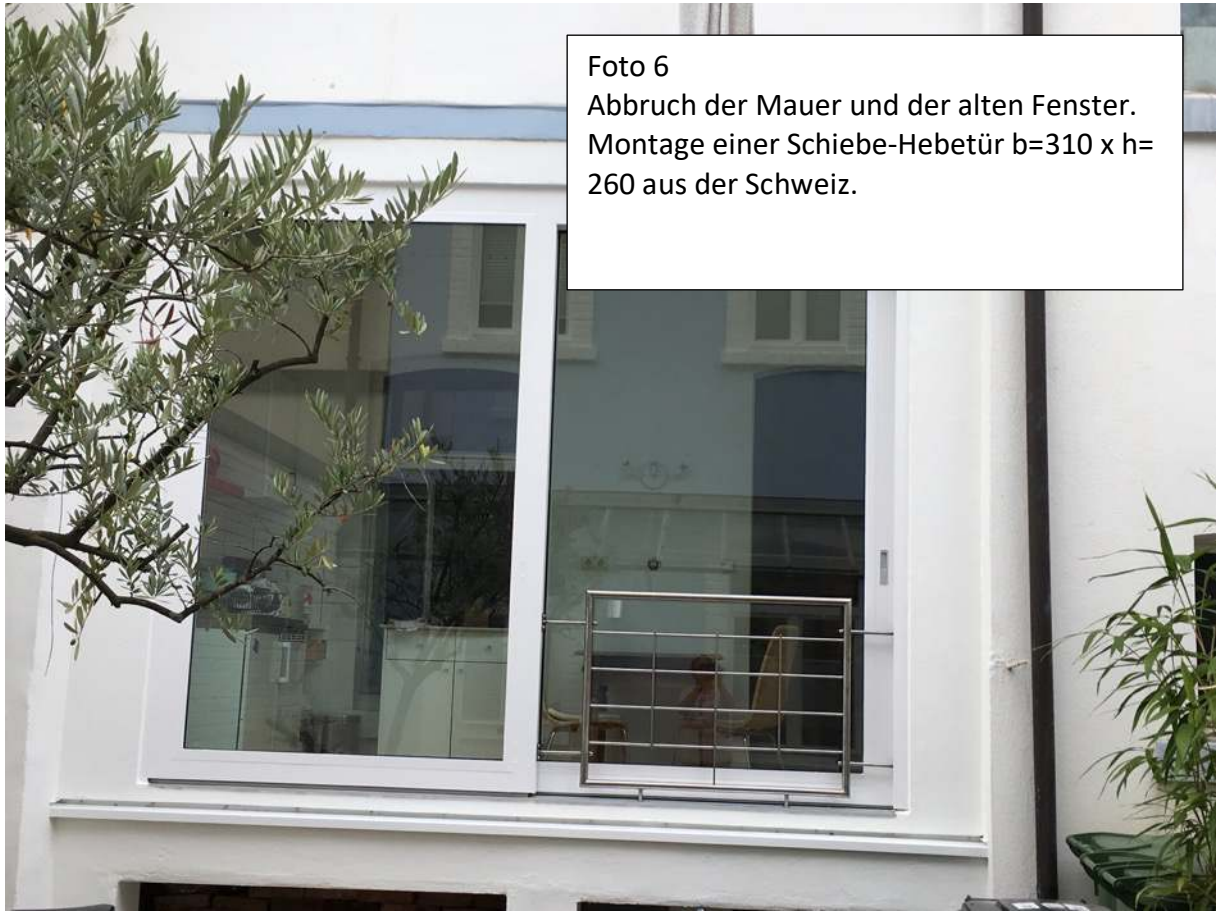 Foto 6
Abbruch der Mauer und der alten Fenster.
Montage einer Schiebe-Hebetür b=310 x h=
260 aus der Schweiz.